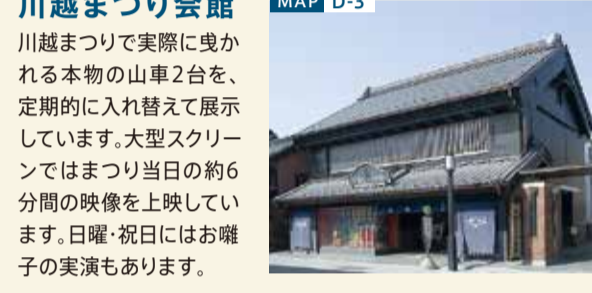 川越まつり会館
MAP D-3
川越まつりで実際に曳か
れる本物の山車2台を、
定期的に入れ替えて展示
しています。大型スクリー
ンではまつり当日の約6
分間の映像を上映してい
ます。日曜・祝日にはお囃
子の実演もあります。